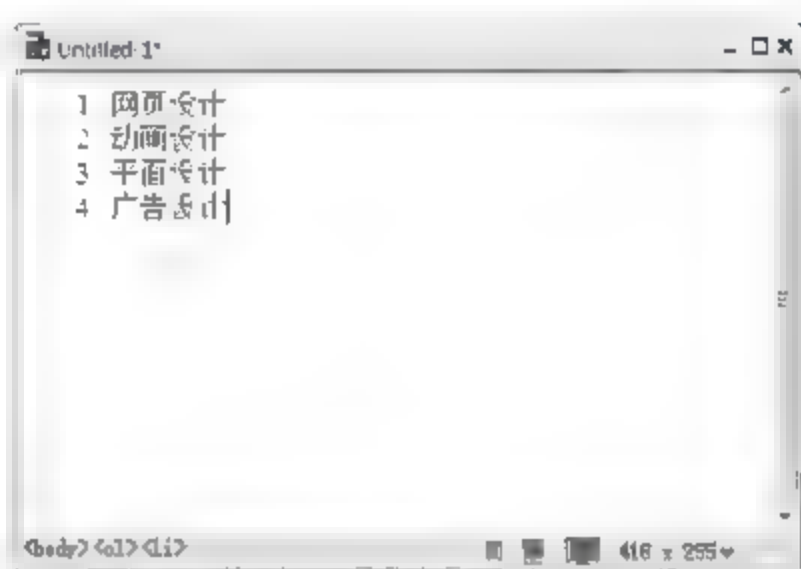 Untitled-1*
1 网页设计
2 动画设计
3 平面设计
4 广告设计
<body> <ol> <li> 416 x 255